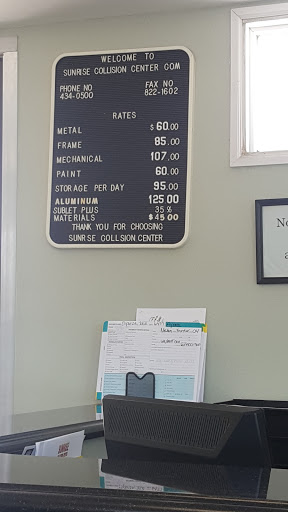 WELCOME TO
SUNRISE COLLISION CENTER COM
PHONE NO FAX NO
434-0500 822-1602
RATES
METAL $ 60.00
FRAME 85.00
MECHANICAL 107,00
PAINT 60.00
STORAGE PER DAY 95.00
ALUMINUM 125 00
SUBLET PLUS 35 %
MATERIALS $ 45 00
THANK YOU FOR CHOOSING
SUNRSE COLLSION CENTER